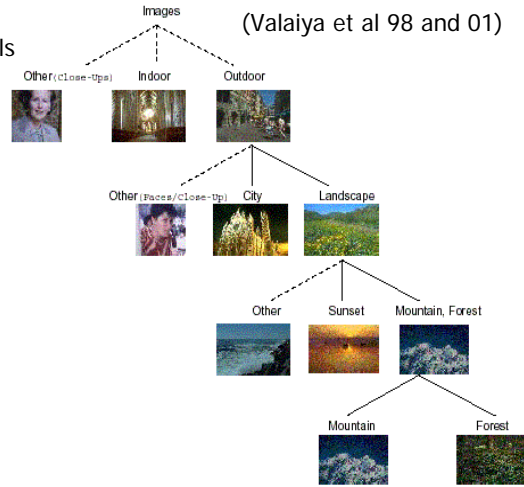 Images
(Valaiya et al 98 and 01)
ls
Other(Close-Ups) Indoor Outdoor
Other(Faces/Close-Up) City Landscape
Other Sunset Mountain, Forest
Mountain Forest